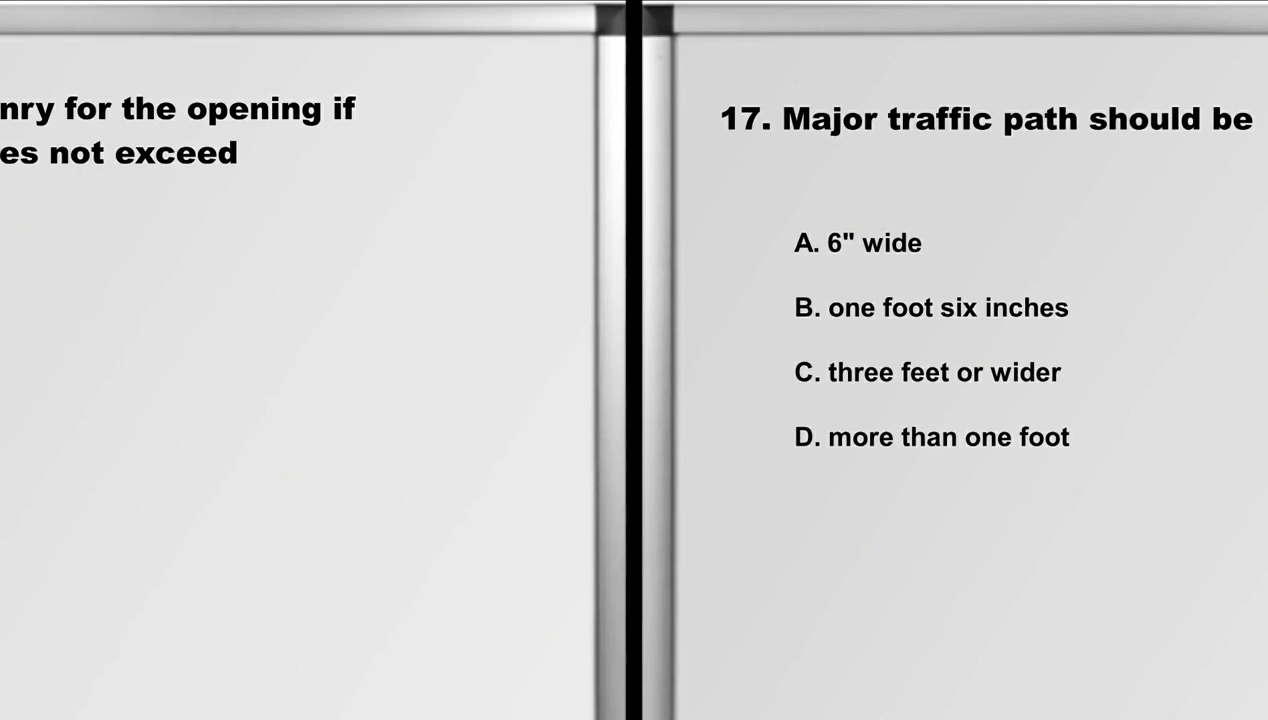 nry for the opening if
es not exceed
17. Major traffic path should be
A. 6" wide
B. one foot six inches
C. three feet or wider
D. more than one foot